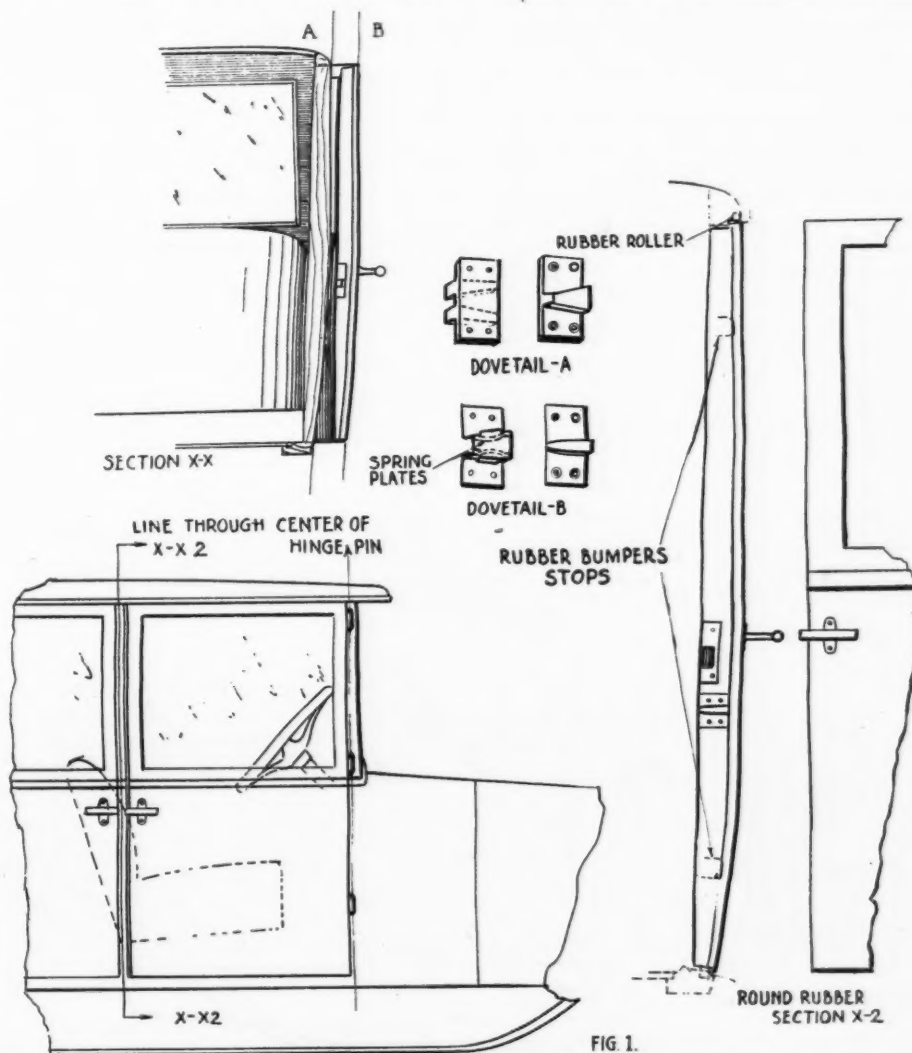 A B
SECTION X-X
DOVETAIL-A
SPRING
PLATES
DOVETAIL-B
RUBBER ROLLER
RUBBER BUMPERS
STOPS
LINE THROUGH CENTER OF
HINGE PIN
X-X 2
X-X2
ROUND RUBBER
SECTION X-2
FIG. 1.